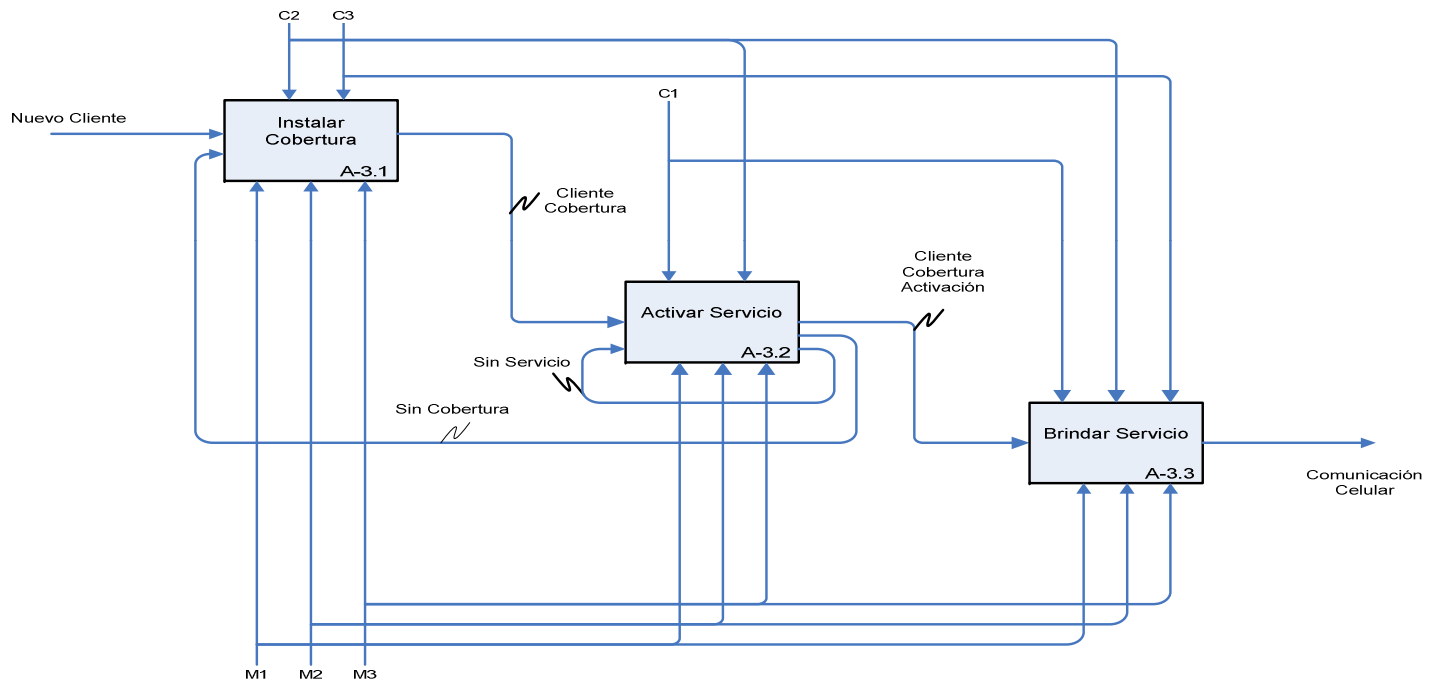 C2
C3
Nuevo Cliente
Instalar
Cobertura
A-3.1
C1
Cliente
Cobertura
Cliente
Cobertura
Activación
Activar Servicio
A-3.2
Sin Servicio
Sin Cobertura
Brindar Servicio
A-3.3
Comunicación
Celular
M1
M2
M3